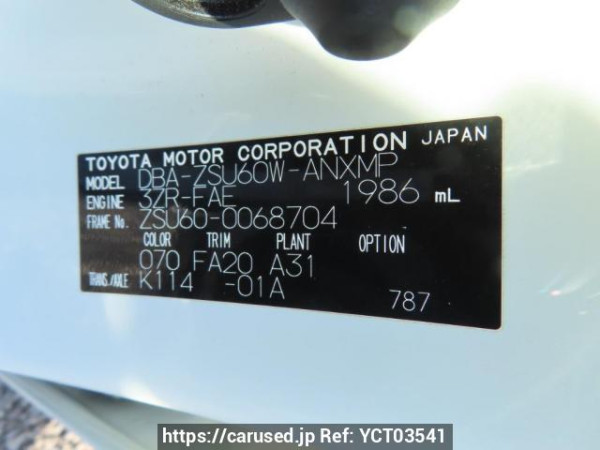 TOYOTA MOTOR CORPORATION JAPAN
MODEL DBA-ZSU60W-ANXMP
ENGINE 3ZR-FAE 1986 mL
FRAME No. ZSU60-0068704
COLOR TRIM PLANT OPTION
070 FA20 A31
TRANS./AXLE K114 -01A
787
https://carused.jp Ref: YCT03541